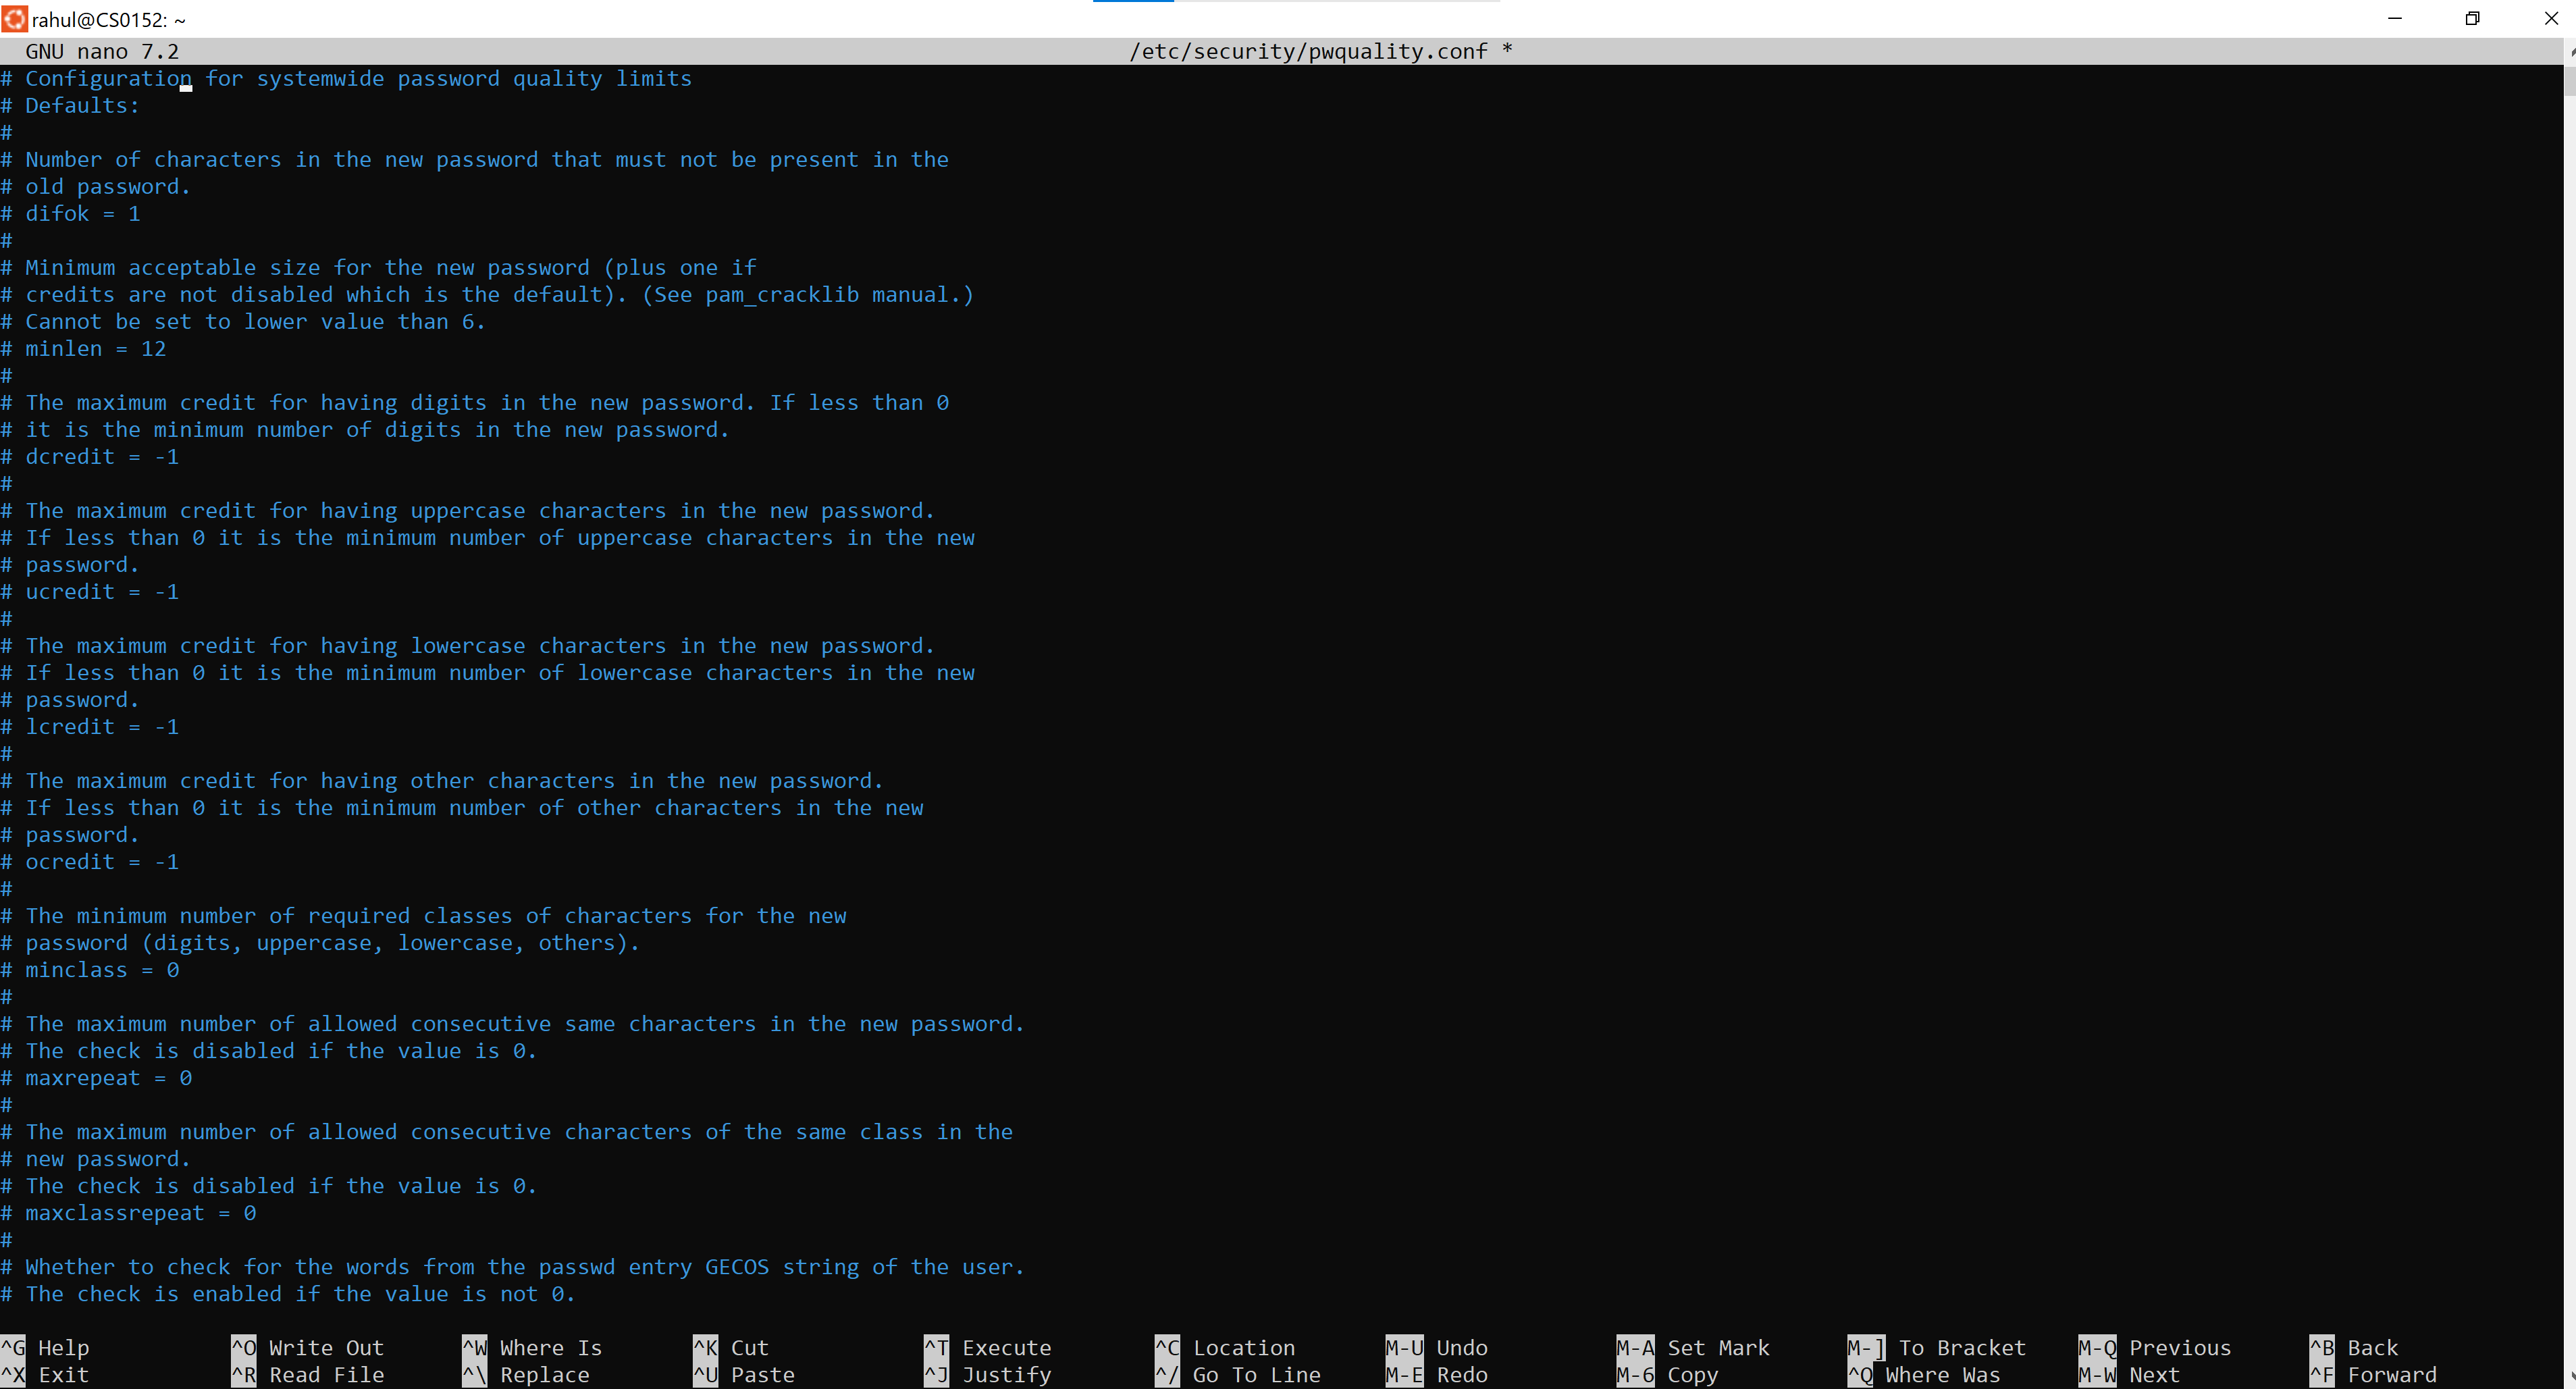 rahul@CS0152: ~
GNU nano 7.2 /etc/security/pwquality.conf *
# Configuration for systemwide password quality limits
# Defaults:
#
# Number of characters in the new password that must not be present in the
# old password.
# difok = 1
#
# Minimum acceptable size for the new password (plus one if
# credits are not disabled which is the default). (See pam_cracklib manual.)
# Cannot be set to lower value than 6.
# minlen = 12
#
# The maximum credit for having digits in the new password. If less than 0
# it is the minimum number of digits in the new password.
# dcredit = -1
#
# The maximum credit for having uppercase characters in the new password.
# If less than 0 it is the minimum number of uppercase characters in the new
# password.
# ucredit = -1
#
# The maximum credit for having lowercase characters in the new password.
# If less than 0 it is the minimum number of lowercase characters in the new
# password.
# lcredit = -1
#
# The maximum credit for having other characters in the new password.
# If less than 0 it is the minimum number of other characters in the new
# password.
# ocredit = -1
#
# The minimum number of required classes of characters for the new
# password (digits, uppercase, lowercase, others).
# minclass = 0
#
# The maximum number of allowed consecutive same characters in the new password.
# The check is disabled if the value is 0.
# maxrepeat = 0
#
# The maximum number of allowed consecutive characters of the same class in the
# new password.
# The check is disabled if the value is 0.
# maxclassrepeat = 0
#
# Whether to check for the words from the passwd entry GECOS string of the user.
# The check is enabled if the value is not 0.
^G Help ^O Write Out ^W Where Is ^K Cut ^T Execute ^C Location M-U Undo M-A Set Mark M-] To Bracket M-Q Previous ^B Back
^X Exit ^R Read File ^\ Replace ^U Paste ^J Justify ^/ Go To Line M-E Redo M-6 Copy ^Q Where Was M-W Next ^F Forward